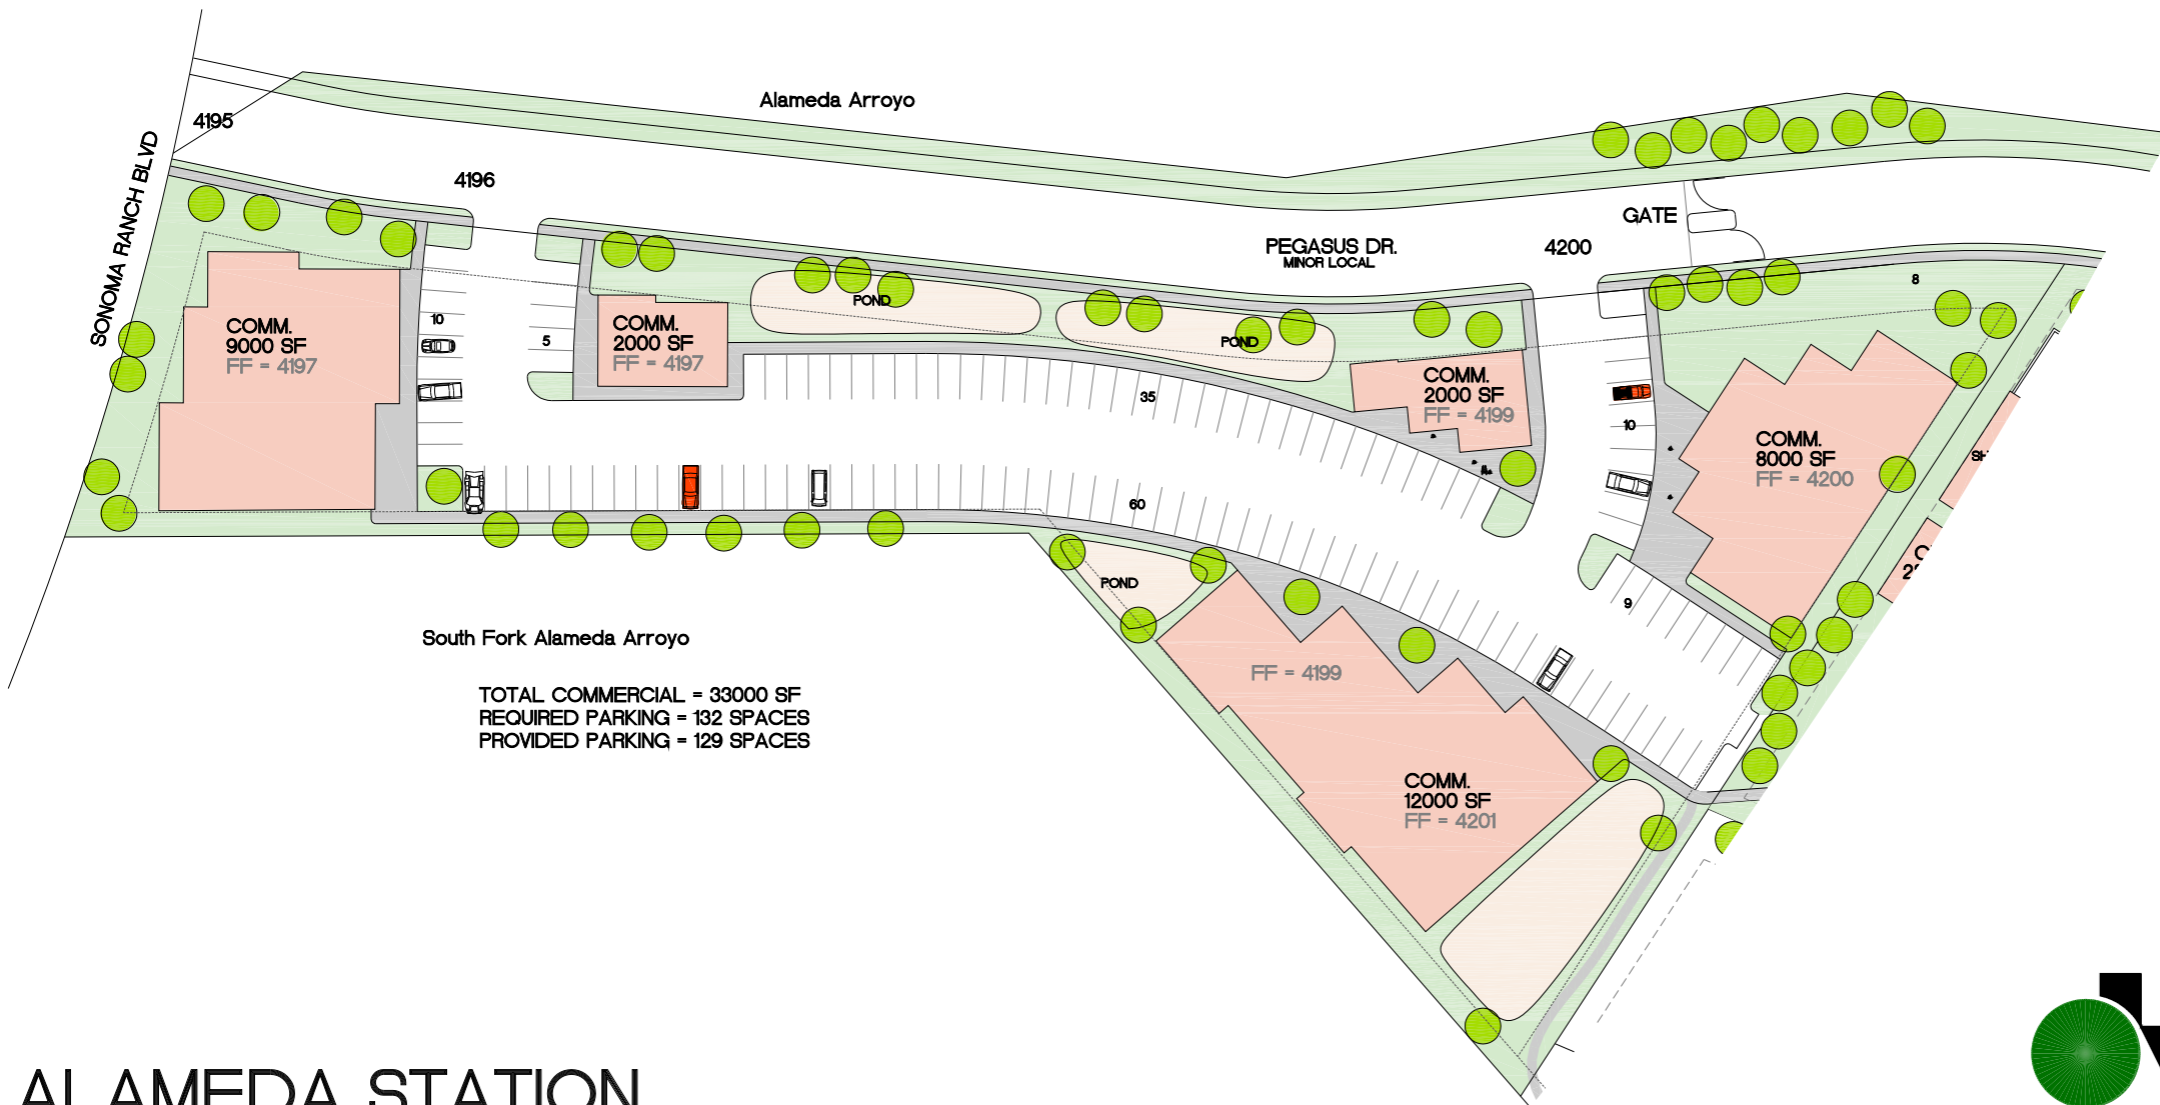 Alameda Arroyo
4195
SONOMA RANCH BLVD
4196
GATE
PEGASUS DR.
MINOR LOCAL
4200
8
COMM.
9000 SF
FF = 4197
10
5
COMM.
2000 SF
FF = 4197
POND
POND
35
COMM.
2000 SF
FF = 4199
10
COMM.
8000 SF
FF = 4200
60
9
POND
South Fork Alameda Arroyo
FF = 4199
TOTAL COMMERCIAL = 33000 SF
REQUIRED PARKING = 132 SPACES
PROVIDED PARKING = 129 SPACES
COMM.
12000 SF
FF = 4201
ALAMEDA STATION